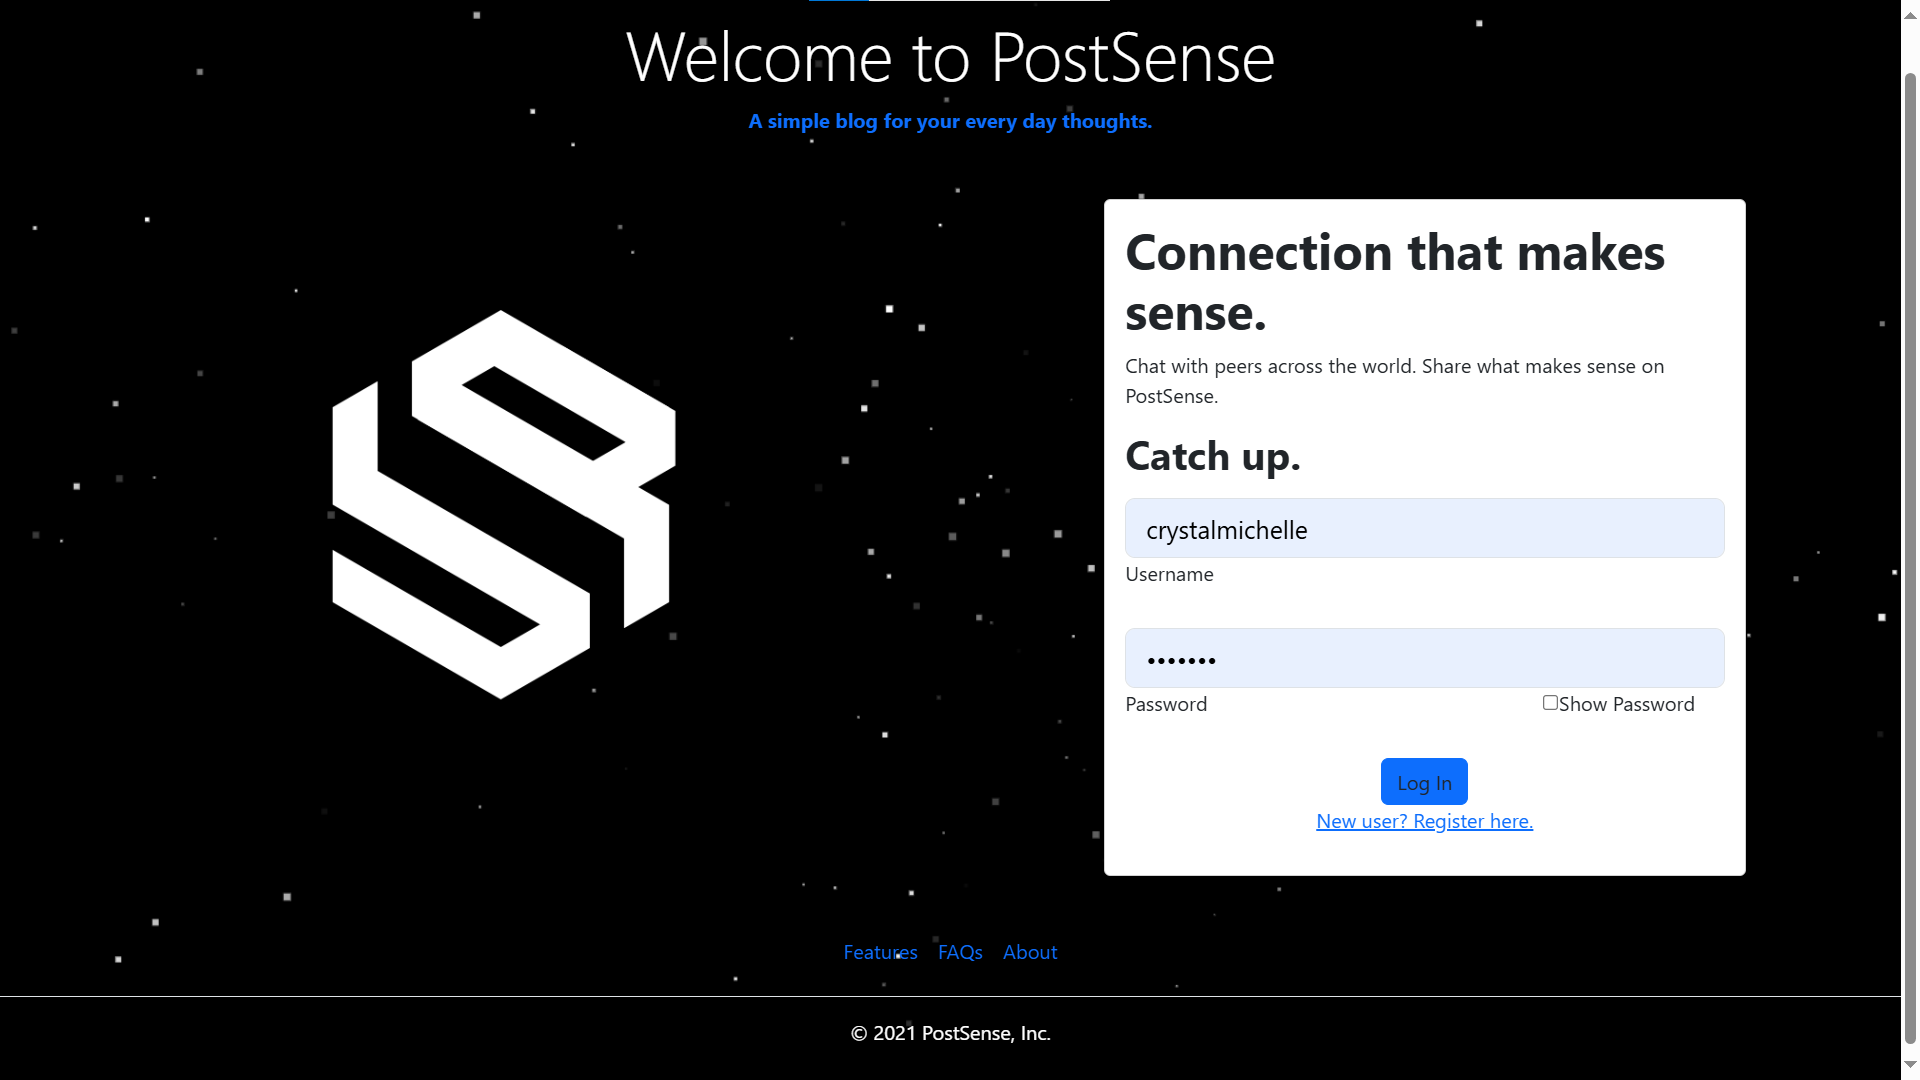 Welcome to PostSense
A simple blog for your every day thoughts.
Connection that makes
sense.
Chat with peers across the world. Share what makes sense on
PostSense.
Catch up.
crystalmichelle
Username
•••••••
Password
Show Password
Log In
New user? Register here.
Features FAQs About
© 2021 PostSense, Inc.